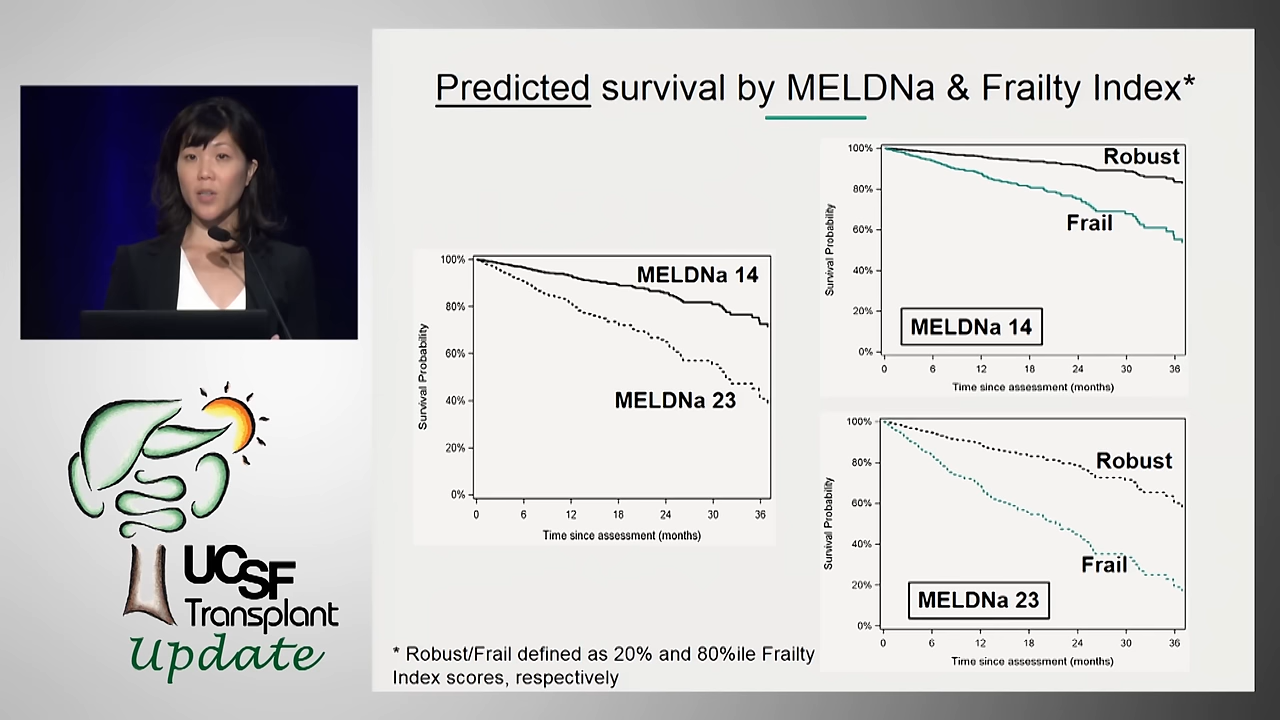 Predicted survival by MELDNa & Frailty Index*
100%
80%
60%
40%
20%
0%
Survival Probability
MELDNa 14
MELDNa 23
0 6 12 18 24 30 36
Time since assessment (months)
100%
80%
60%
40%
20%
0%
Survival Probability
Robust
Frail
MELDNa 14
0 6 12 18 24 30 36
Time since assessment (months)
100%
80%
60%
40%
20%
0%
Survival Probability
Robust
Frail
MELDNa 23
0 6 12 18 24 30 36
Time since assessment (months)
* Robust/Frail defined as 20% and 80%ile Frailty
Index scores, respectively
UCSF
Transplant
Update